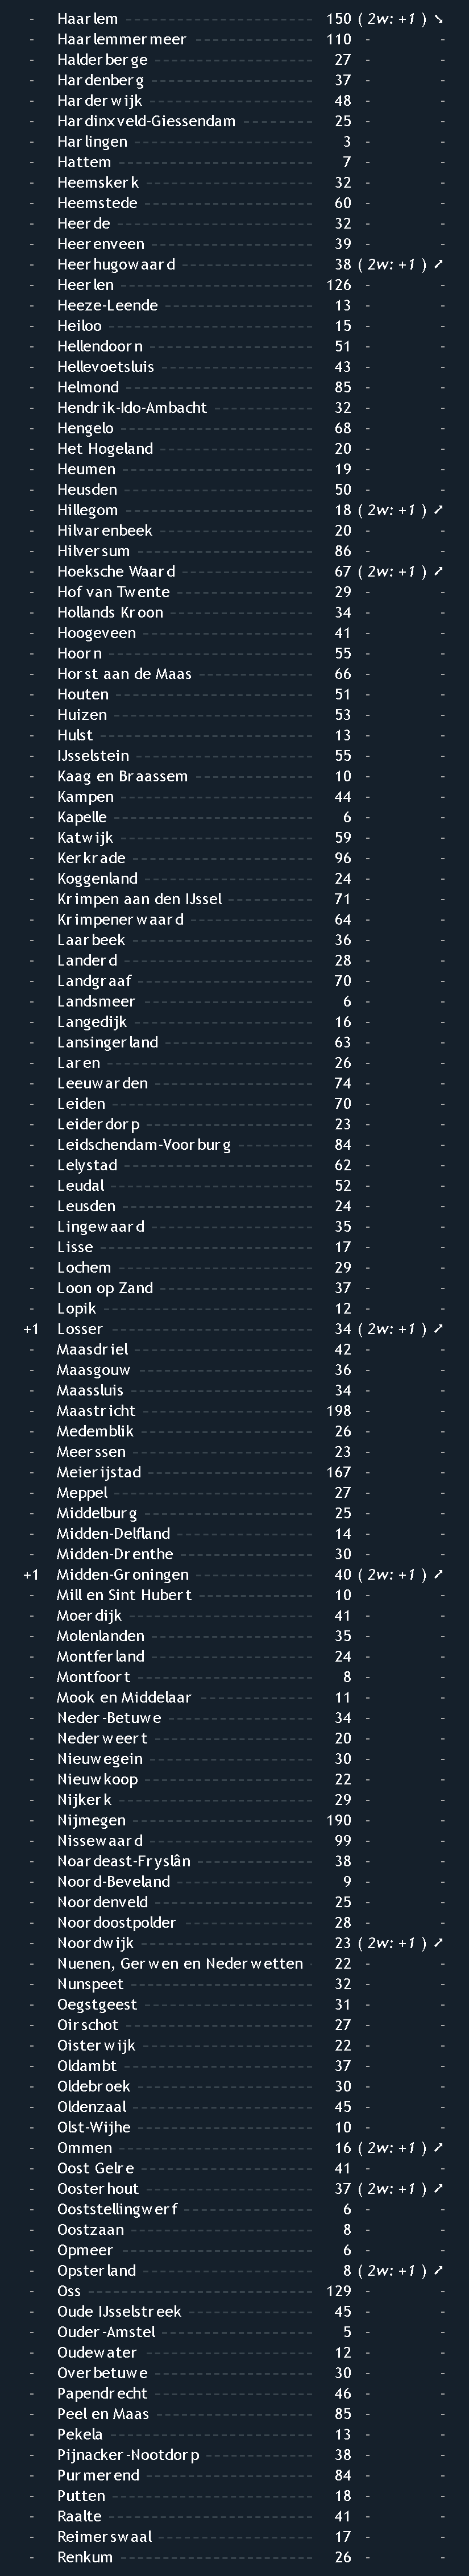 - Haarlem 150 ( 2w: +1 ) ↘
- Haarlemmermeer 110 - -
- Halderberge 27 - -
- Hardenberg 37 - -
- Harderwijk 48 - -
- Hardinxveld-Giessendam 25 - -
- Harlingen 3 - -
- Hattem 7 - -
- Heemskerk 32 - -
- Heemstede 60 - -
- Heerde 32 - -
- Heerenveen 39 - -
- Heerhugowaard 38 ( 2w: +1 ) ↗
- Heerlen 126 - -
- Heeze-Leende 13 - -
- Heiloo 15 - -
- Hellendoorn 51 - -
- Hellevoetsluis 43 - -
- Helmond 85 - -
- Hendrik-Ido-Ambacht 32 - -
- Hengelo 68 - -
- Het Hogeland 20 - -
- Heumen 19 - -
- Heusden 50 - -
- Hillegom 18 ( 2w: +1 ) ↗
- Hilvarenbeek 20 - -
- Hilversum 86 - -
- Hoeksche Waard 67 ( 2w: +1 ) ↗
- Hof van Twente 29 - -
- Hollands Kroon 34 - -
- Hoogeveen 41 - -
- Hoorn 55 - -
- Horst aan de Maas 66 - -
- Houten 51 - -
- Huizen 53 - -
- Hulst 13 - -
- IJsselstein 55 - -
- Kaag en Braassem 10 - -
- Kampen 44 - -
- Kapelle 6 - -
- Katwijk 59 - -
- Kerkrade 96 - -
- Koggenland 24 - -
- Krimpen aan den IJssel 71 - -
- Krimpenerwaard 64 - -
- Laarbeek 36 - -
- Landerd 28 - -
- Landgraaf 70 - -
- Landsmeer 6 - -
- Langedijk 16 - -
- Lansingerland 63 - -
- Laren 26 - -
- Leeuwarden 74 - -
- Leiden 70 - -
- Leiderdorp 23 - -
- Leidschendam-Voorburg 84 - -
- Lelystad 62 - -
- Leudal 52 - -
- Leusden 24 - -
- Lingewaard 35 - -
- Lisse 17 - -
- Lochem 29 - -
- Loon op Zand 37 - -
- Lopik 12 - -
+1 Losser 34 ( 2w: +1 ) ↗
- Maasdriel 42 - -
- Maasgouw 36 - -
- Maassluis 34 - -
- Maastricht 198 - -
- Medemblik 26 - -
- Meerssen 23 - -
- Meierijstad 167 - -
- Meppel 27 - -
- Middelburg 25 - -
- Midden-Delfland 14 - -
- Midden-Drenthe 30 - -
+1 Midden-Groningen 40 ( 2w: +1 ) ↗
- Mill en Sint Hubert 10 - -
- Moerdijk 41 - -
- Molenlanden 35 - -
- Montferland 24 - -
- Montfoort 8 - -
- Mook en Middelaar 11 - -
- Neder-Betuwe 34 - -
- Nederweert 20 - -
- Nieuwegein 30 - -
- Nieuwkoop 22 - -
- Nijkerk 29 - -
- Nijmegen 190 - -
- Nissewaard 99 - -
- Noardeast-Fryslân 38 - -
- Noord-Beveland 9 - -
- Noordenveld 25 - -
- Noordoostpolder 28 - -
- Noordwijk 23 ( 2w: +1 ) ↗
- Nuenen, Gerwen en Nederwetten 22 - -
- Nunspeet 32 - -
- Oegstgeest 31 - -
- Oirschot 27 - -
- Oisterwijk 22 - -
- Oldambt 37 - -
- Oldebroek 30 - -
- Oldenzaal 45 - -
- Olst-Wijhe 10 - -
- Ommen 16 ( 2w: +1 ) ↗
- Oost Gelre 41 - -
- Oosterhout 37 ( 2w: +1 ) ↗
- Ooststellingwerf 6 - -
- Oostzaan 8 - -
- Opmeer 6 - -
- Opsterland 8 ( 2w: +1 ) ↗
- Oss 129 - -
- Oude IJsselstreek 45 - -
- Ouder-Amstel 5 - -
- Oudewater 12 - -
- Overbetuwe 30 - -
- Papendrecht 46 - -
- Peel en Maas 85 - -
- Pekela 13 - -
- Pijnacker-Nootdorp 38 - -
- Purmerend 84 - -
- Putten 18 - -
- Raalte 41 - -
- Reimerswaal 17 - -
- Renkum 26 - -